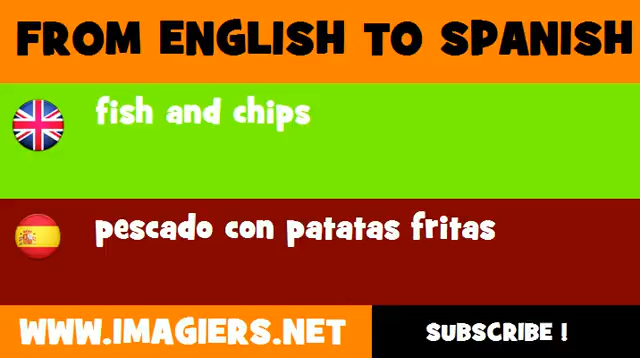 FROM ENGLISH TO SPANISH
fish and chips
pescado con patatas fritas
WWW.IMAGIERS.NET
SUBSCRIBE !